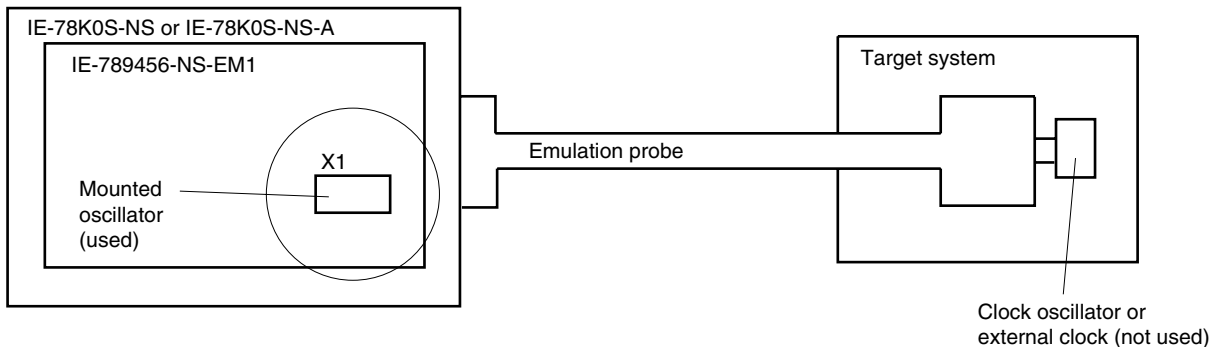 IE-78K0S-NS or IE-78K0S-NS-A
IE-789456-NS-EM1
X1
Mounted
oscillator
(used)
Emulation probe
Target system
Clock oscillator or
external clock (not used)